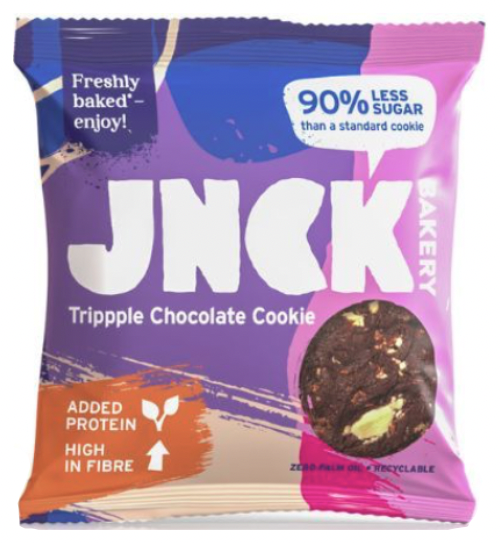 Freshly
baked*–
enjoy!
90% LESS
SUGAR
than a standard cookie
JNCK
BAKERY
Trippple Chocolate Cookie
ADDED
PROTEIN
HIGH
IN FIBRE
ZERO PALM OIL • RECYCLABLE